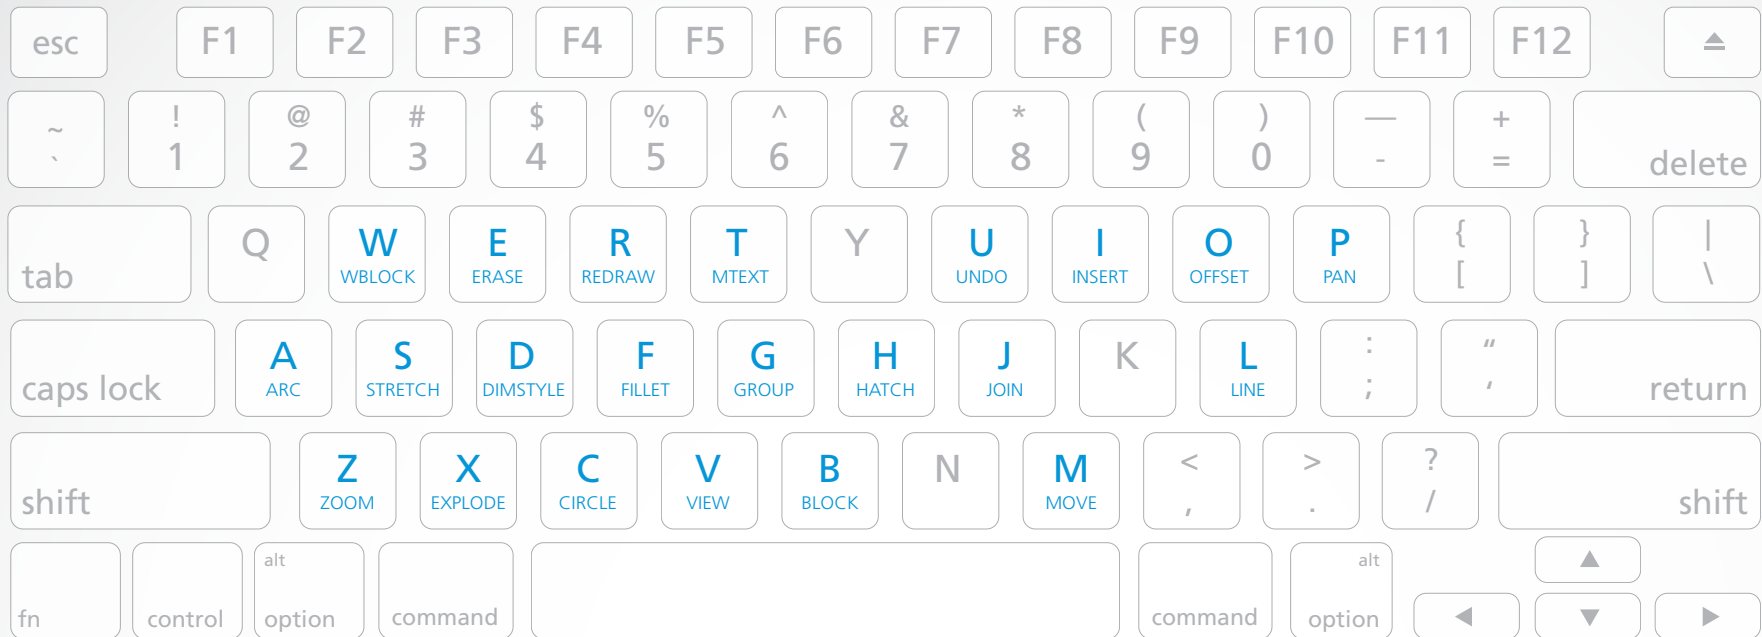 esc F1 F2 F3 F4 F5 F6 F7 F8 F9 F10 F11 F12
~ ! @ # $ % ^ & * ( ) — +
` 1 2 3 4 5 6 7 8 9 0 - = delete
Q W E R T Y U I O P { } |
tab WBLOCK ERASE REDRAW MTEXT UNDO INSERT OFFSET PAN [ ] \
A S D F G H J K L : “
caps lock ARC STRETCH DIMSTYLE FILLET GROUP HATCH JOIN LINE ; ‘ return
Z X C V B N M < > ?
shift ZOOM EXPLODE CIRCLE VIEW BLOCK MOVE , . / shift
alt alt
fn control option command command option